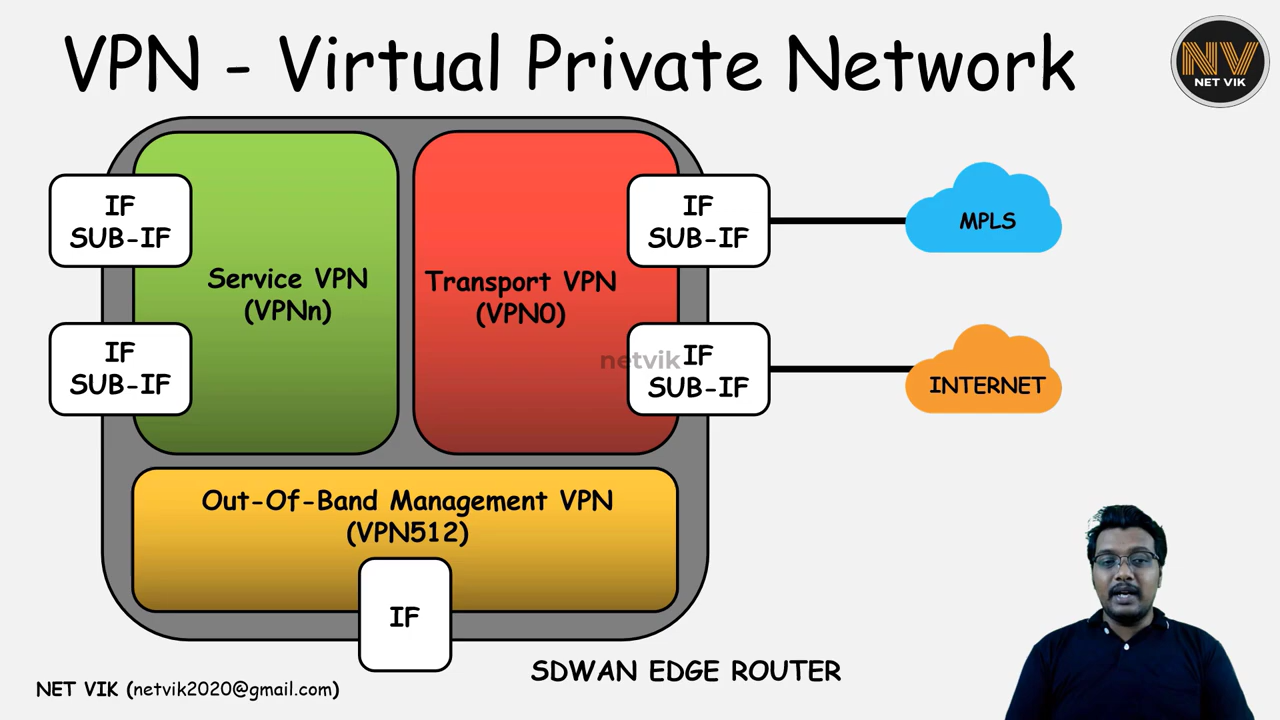 VPN - Virtual Private Network
NV
NET VIK
IF
SUB-IF
IF
SUB-IF
Service VPN
(VPNn)
Transport VPN
(VPN0)
IF
SUB-IF
netvik
IF
SUB-IF
MPLS
INTERNET
Out-Of-Band Management VPN
(VPN512)
IF
SDWAN EDGE ROUTER
NET VIK (netvik2020@gmail.com)